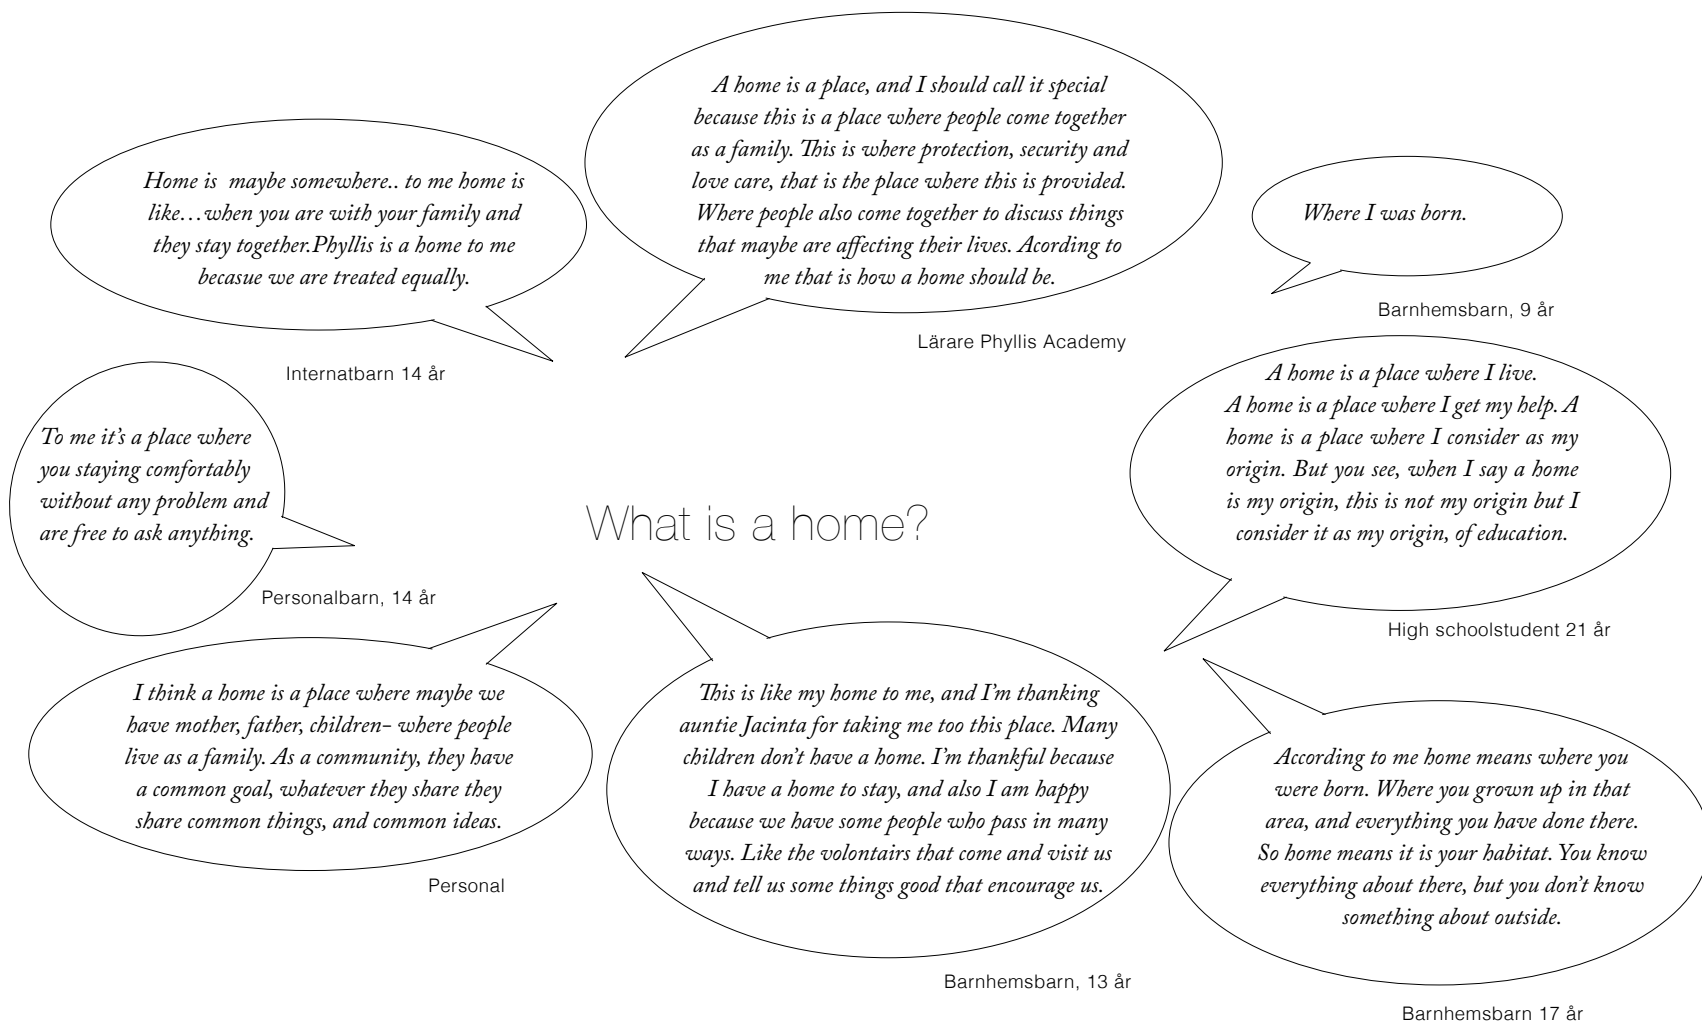 A home is a place, and I should call it special
because this is a place where people come together
as a family. This is where protection, security and
love care, that is the place where this is provided.
Where people also come together to discuss things
that maybe are affecting their lives. Acording to
me that is how a home should be.
Lärare Phyllis Academy
Home is  maybe somewhere.. to me home is
like…when you are with your family and
they stay together.Phyllis is a home to me
becasue we are treated equally.
Internatbarn 14 år
Where I was born.
Barnhemsbarn, 9 år
A home is a place where I live.
A home is a place where I get my help. A
home is a place where I consider as my
origin. But you see, when I say a home
is my origin, this is not my origin but I
consider it as my origin, of education.
High schoolstudent 21 år
To me it's a place where
you staying comfortably
without any problem and
are free to ask anything.
Personalbarn, 14 år
What is a home?
I think a home is a place where maybe we
have mother, father, children- where people
live as a family. As a community, they have
a common goal, whatever they share they
share common things, and common ideas.
Personal
This is like my home to me, and I'm thanking
auntie Jacinta for taking me too this place. Many
children don't have a home. I'm thankful because
I have a home to stay, and also I am happy
because we have some people who pass in many
ways. Like the volontairs that come and visit us
and tell us some things good that encourage us.
Barnhemsbarn, 13 år
According to me home means where you
were born. Where you grown up in that
area, and everything you have done there.
So home means it is your habitat. You know
everything about there, but you don't know
something about outside.
Barnhemsbarn 17 år